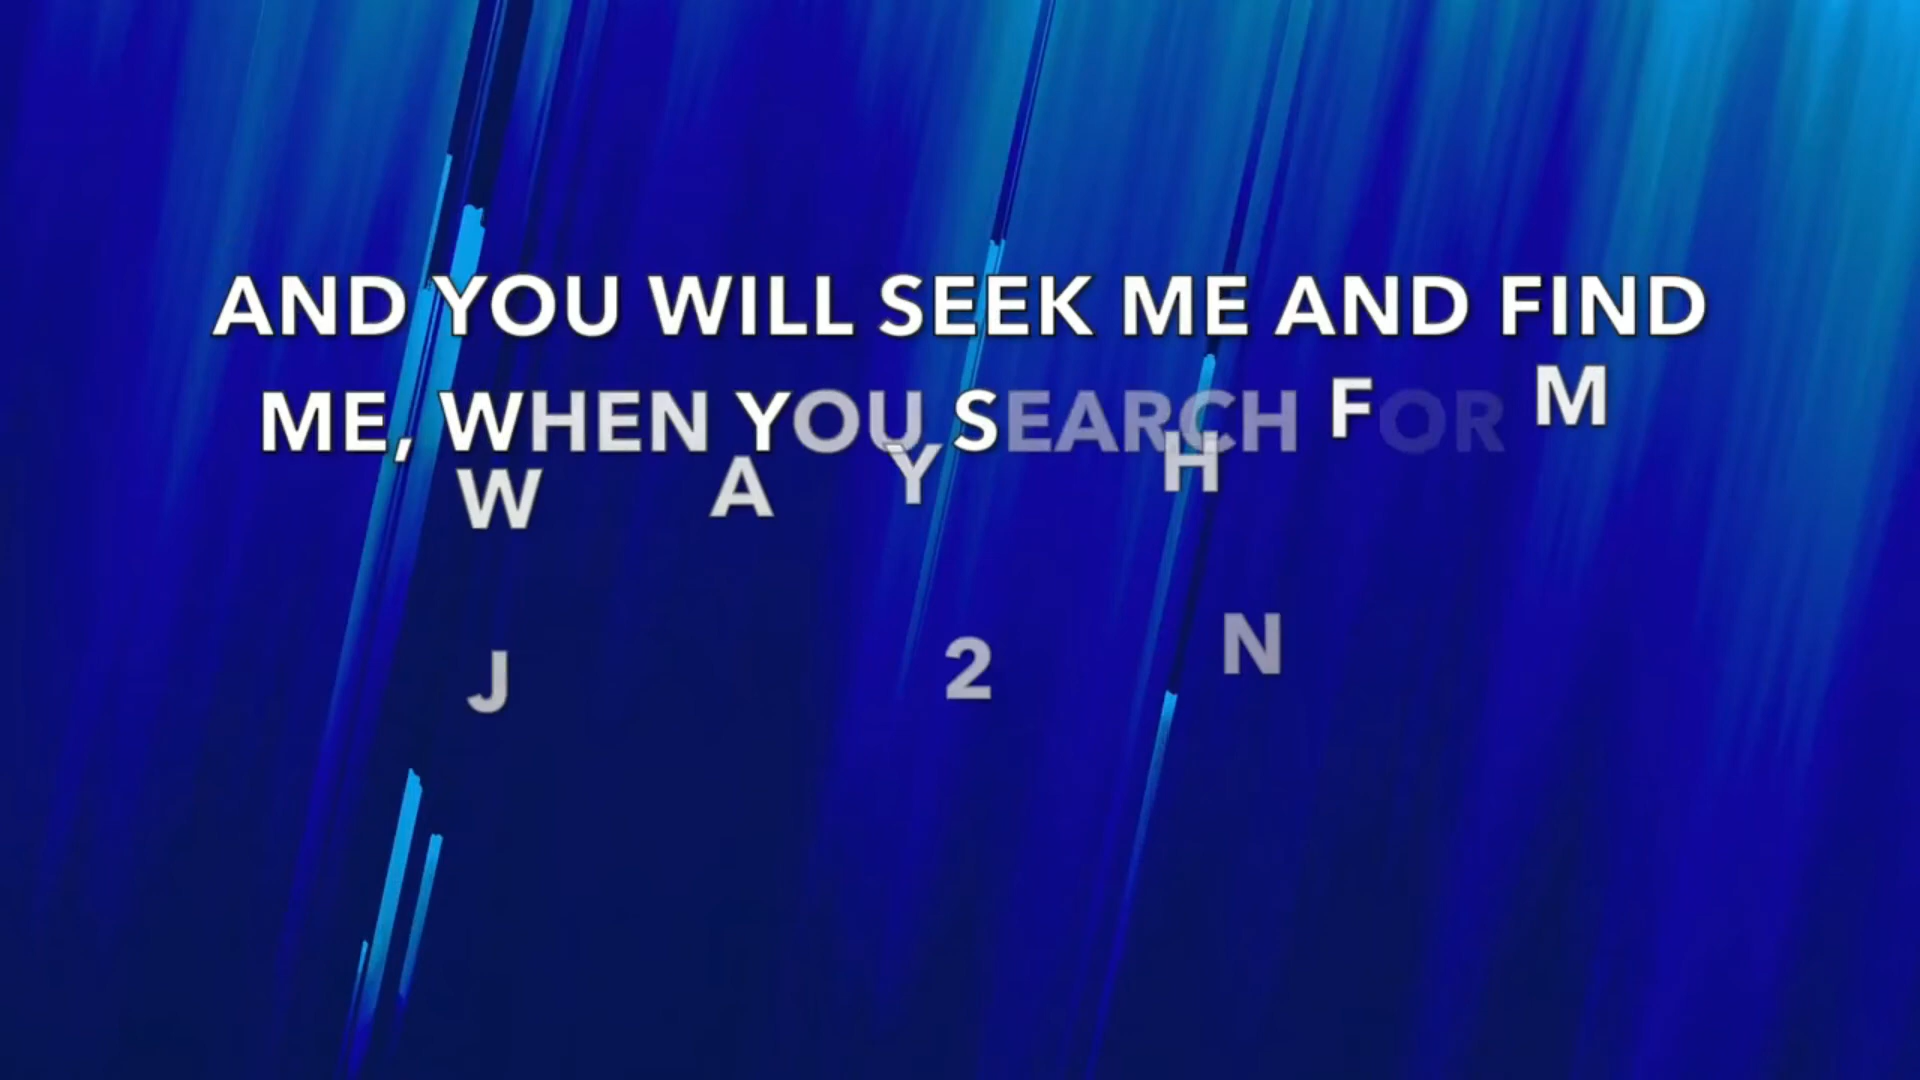 AND YOU WILL SEEK ME AND FIND
ME, WHEN YOU SEARCH FOR M
W A Y H
J 2 N